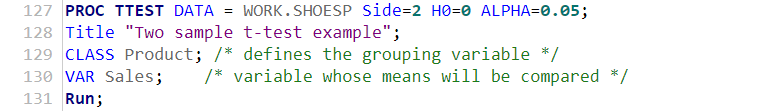 127 PROC TTEST DATA = WORK.SHOESP Side=2 H0=0 ALPHA=0.05;
128 Title "Two sample t-test example";
129 CLASS Product; /* defines the grouping variable */
130 VAR Sales; /* variable whose means will be compared */
131 Run;